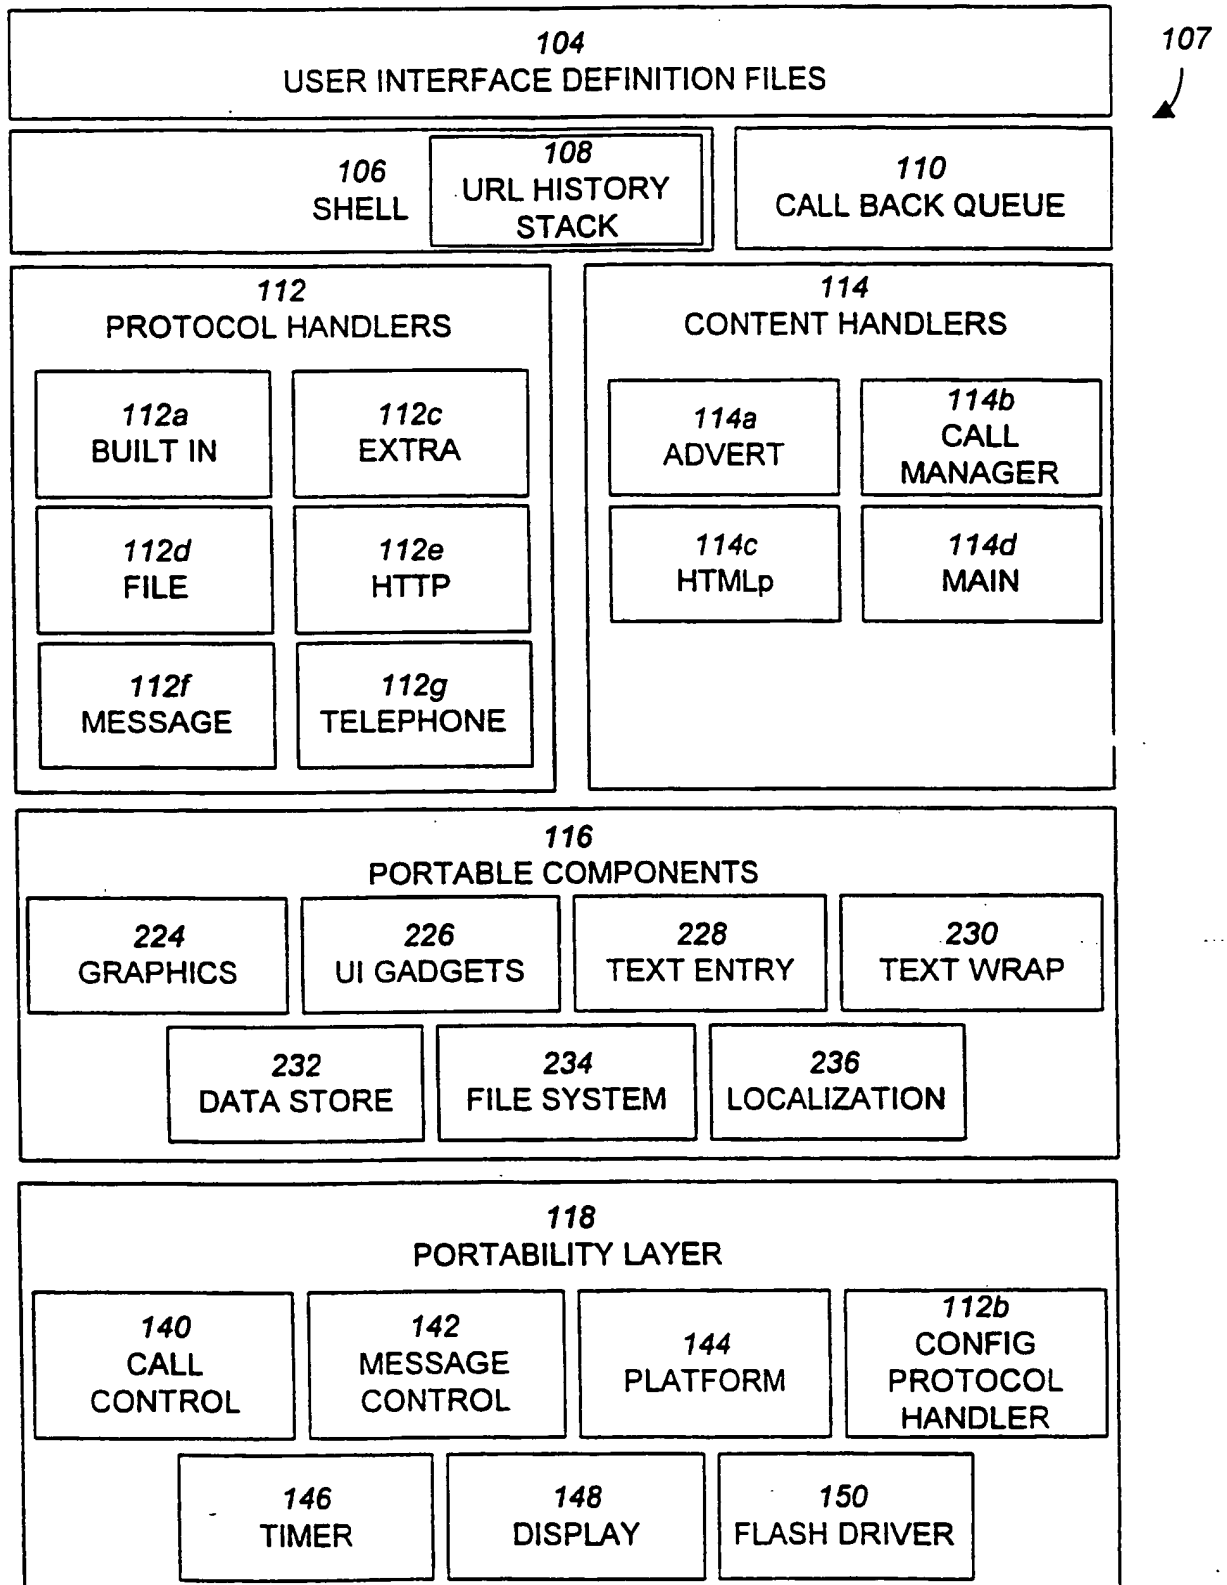 104
USER INTERFACE DEFINITION FILES
107
106
SHELL
108
URL HISTORY
STACK
110
CALL BACK QUEUE
112
PROTOCOL HANDLERS
112a
BUILT IN
112c
EXTRA
112d
FILE
112e
HTTP
112f
MESSAGE
112g
TELEPHONE
114
CONTENT HANDLERS
114a
ADVERT
114b
CALL
MANAGER
114c
HTMLp
114d
MAIN
116
PORTABLE COMPONENTS
224
GRAPHICS
226
UI GADGETS
228
TEXT ENTRY
230
TEXT WRAP
232
DATA STORE
234
FILE SYSTEM
236
LOCALIZATION
118
PORTABILITY LAYER
140
CALL
CONTROL
142
MESSAGE
CONTROL
144
PLATFORM
112b
CONFIG
PROTOCOL
HANDLER
146
TIMER
148
DISPLAY
150
FLASH DRIVER